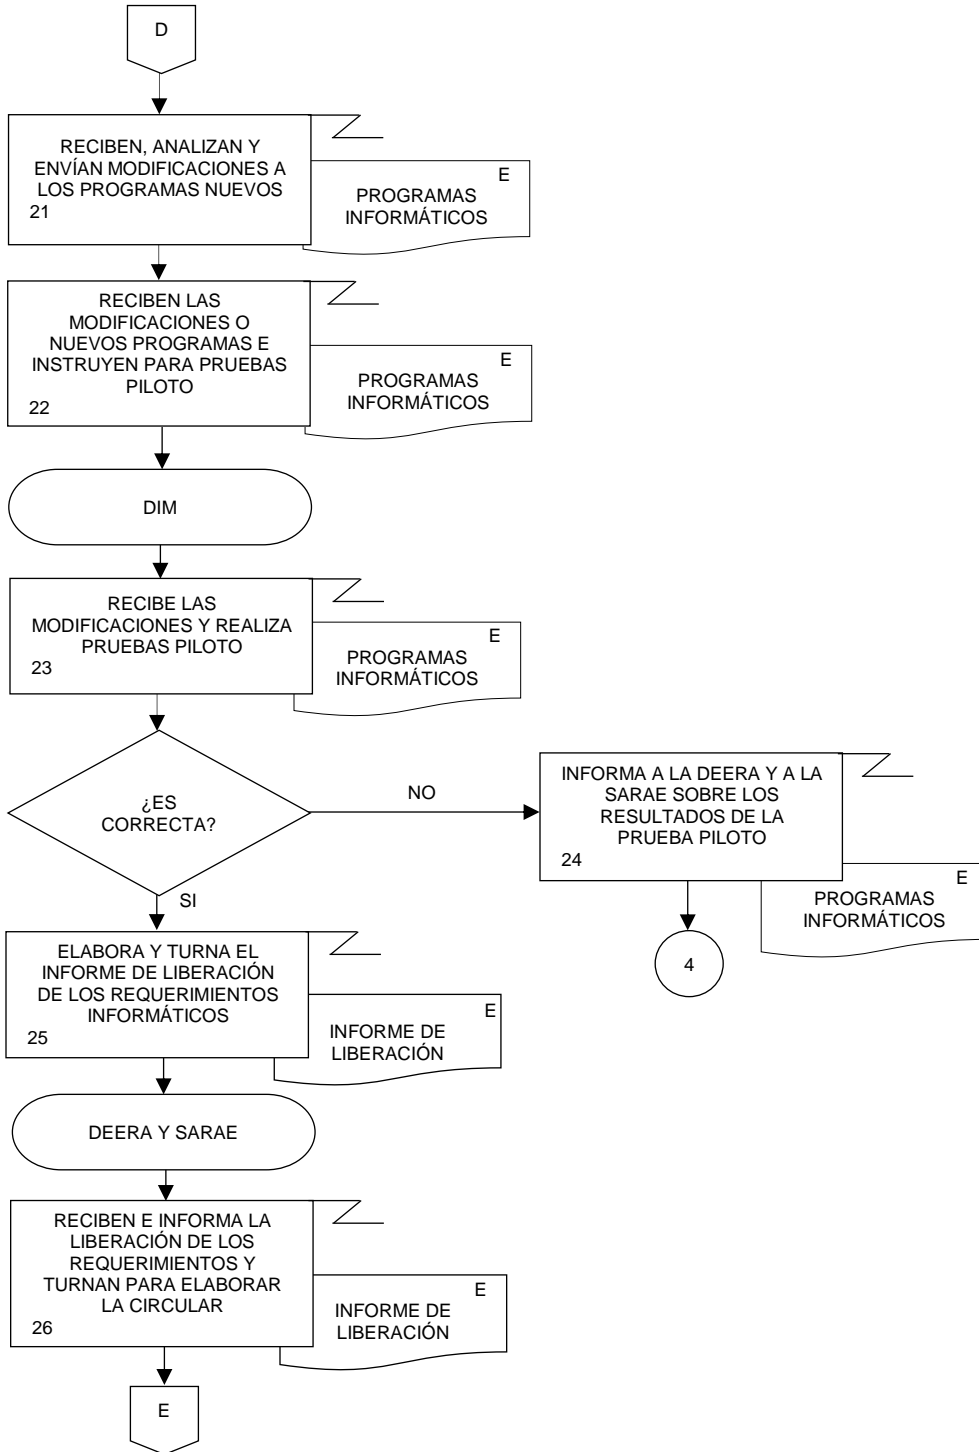 D
RECIBEN, ANALIZAN Y
ENVÍAN MODIFICACIONES A
LOS PROGRAMAS NUEVOS
21
E
PROGRAMAS
INFORMÁTICOS
RECIBEN LAS
MODIFICACIONES O
NUEVOS PROGRAMAS E
INSTRUYEN PARA PRUEBAS
PILOTO
22
E
PROGRAMAS
INFORMÁTICOS
DIM
RECIBE LAS
MODIFICACIONES Y REALIZA
PRUEBAS PILOTO
23
E
PROGRAMAS
INFORMÁTICOS
¿ES
CORRECTA?
NO
INFORMA A LA DEERA Y A LA
SARAE SOBRE LOS
RESULTADOS DE LA
PRUEBA PILOTO
24
E
PROGRAMAS
INFORMÁTICOS
4
SI
ELABORA Y TURNA EL
INFORME DE LIBERACIÓN
DE LOS REQUERIMIENTOS
INFORMÁTICOS
25
E
INFORME DE
LIBERACIÓN
DEERA Y SARAE
RECIBEN E INFORMA LA
LIBERACIÓN DE LOS
REQUERIMIENTOS Y
TURNAN PARA ELABORAR
LA CIRCULAR
26
E
INFORME DE
LIBERACIÓN
E